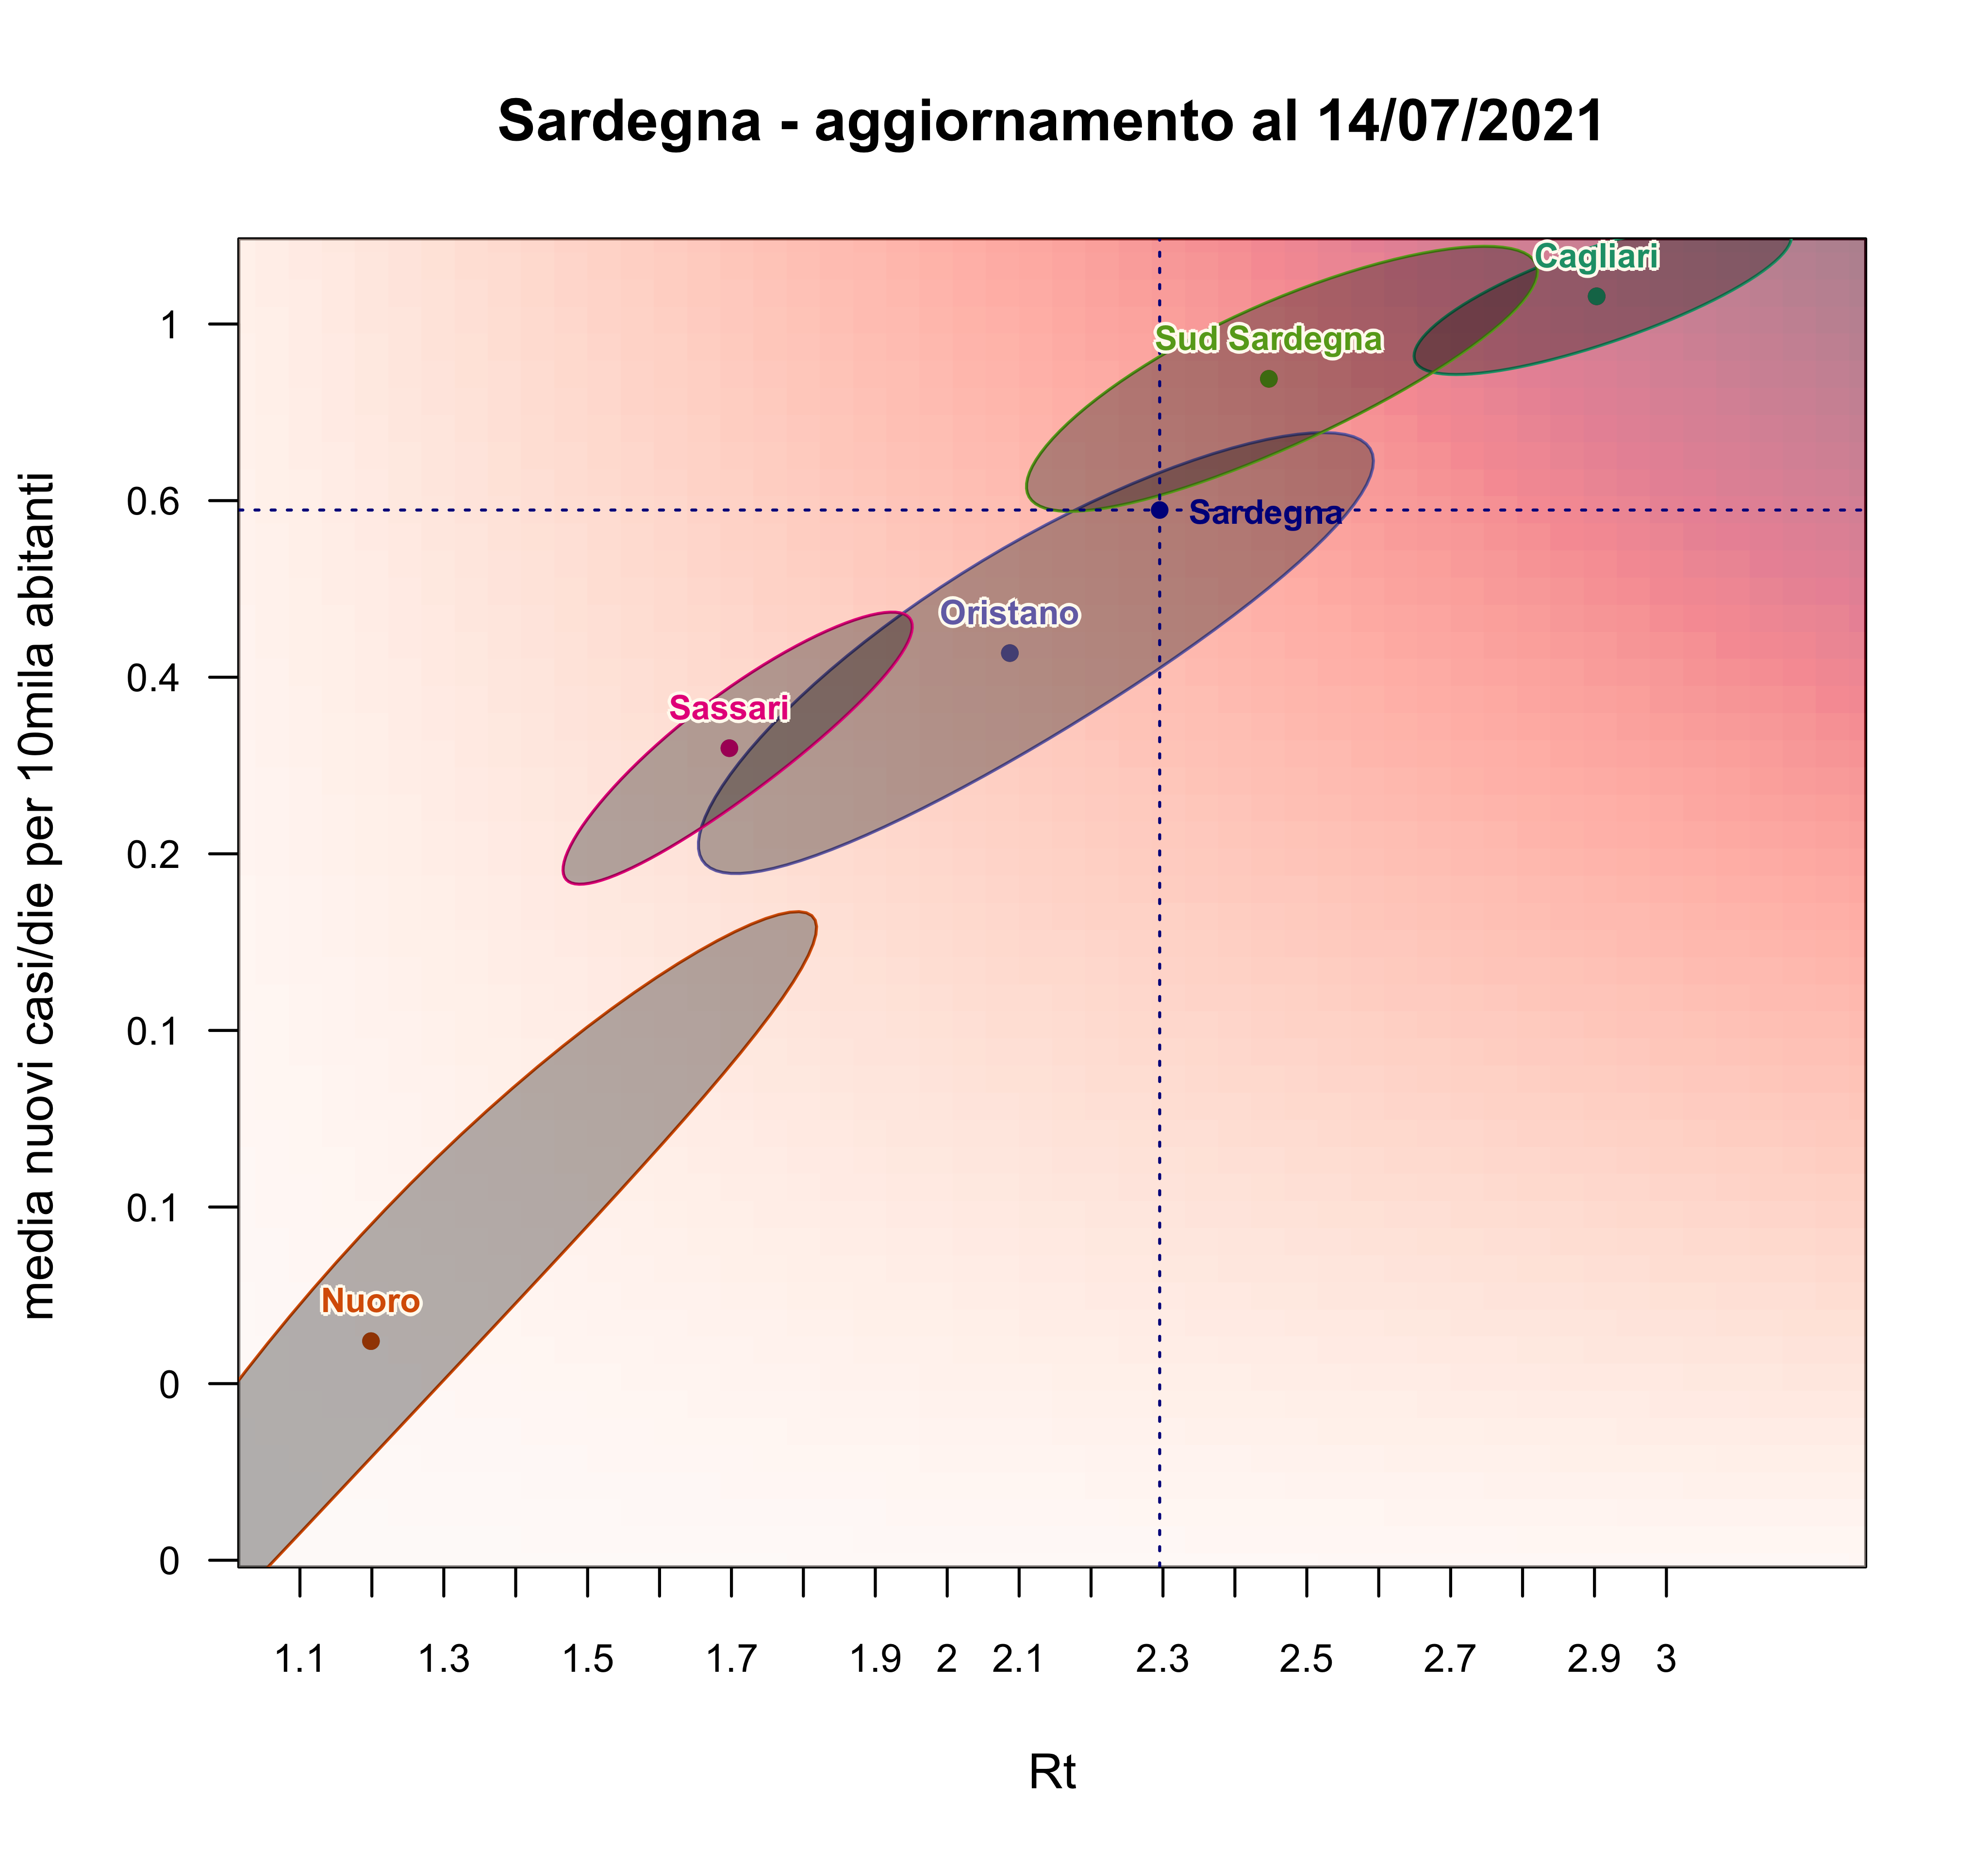 Sardegna - aggiornamento al 14/07/2021
media nuovi casi/die per 10mila abitanti
1
0.6
0.4
0.2
0.1
0.1
0
0
Cagliari
Sud Sardegna
Sardegna
Oristano
Sassari
Nuoro
1.1 1.3 1.5 1.7 1.9 2 2.1 2.3 2.5 2.7 2.9 3
Rt